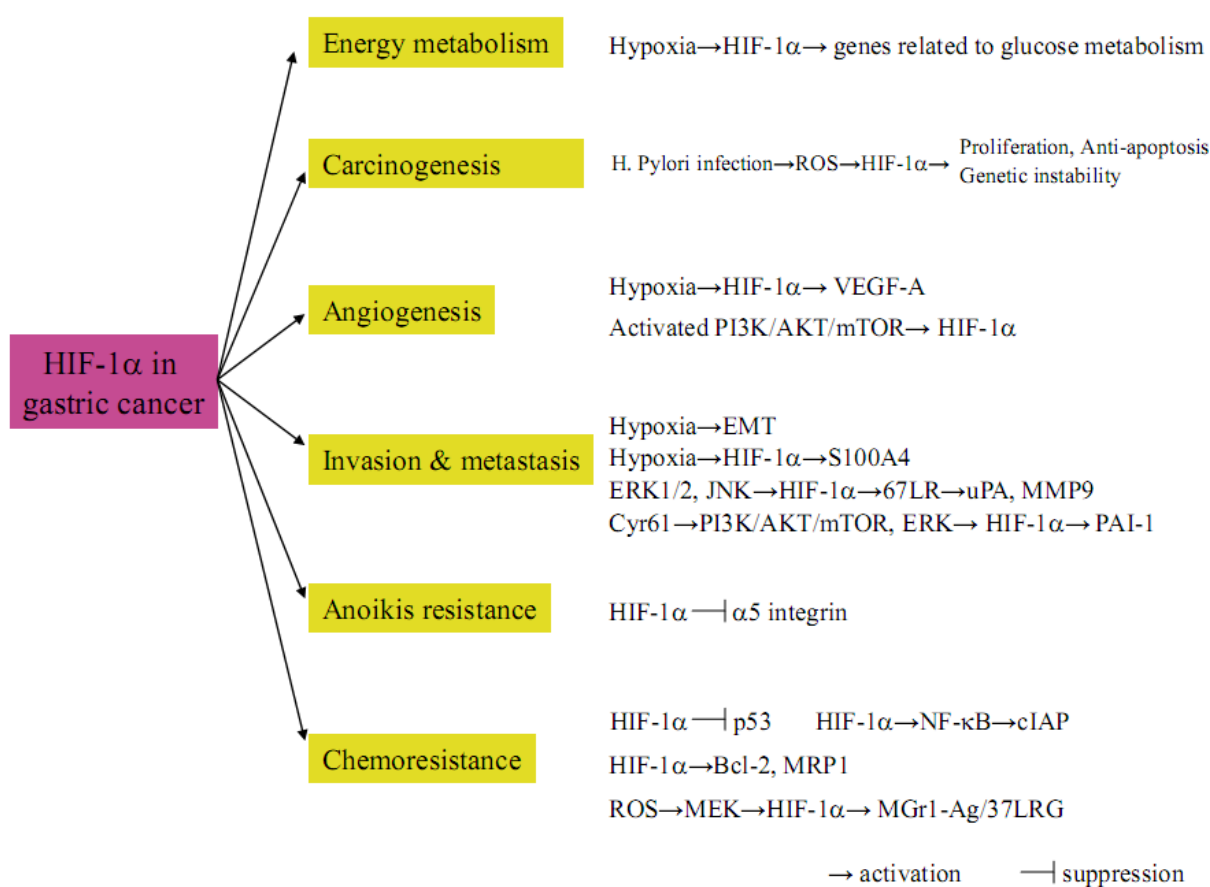 Energy metabolism
Hypoxia→HIF-1α→ genes related to glucose metabolism
Carcinogenesis
H. Pylori infection→ROS→HIF-1α→
Proliferation, Anti-apoptosis
Genetic instability
Angiogenesis
Hypoxia→HIF-1α→ VEGF-A
Activated PI3K/AKT/mTOR→ HIF-1α
HIF-1α in
gastric cancer
Invasion & metastasis
Hypoxia→EMT
Hypoxia→HIF-1α→S100A4
ERK1/2, JNK→HIF-1α→67LR→uPA, MMP9
Cyr61→PI3K/AKT/mTOR, ERK→ HIF-1α→ PAI-1
Anoikis resistance
HIF-1α ⊣ α5 integrin
Chemoresistance
HIF-1α ⊣ p53 HIF-1α→NF-κB→cIAP
HIF-1α→Bcl-2, MRP1
ROS→MEK→HIF-1α→ MGr1-Ag/37LRG
→ activation ⊣ suppression